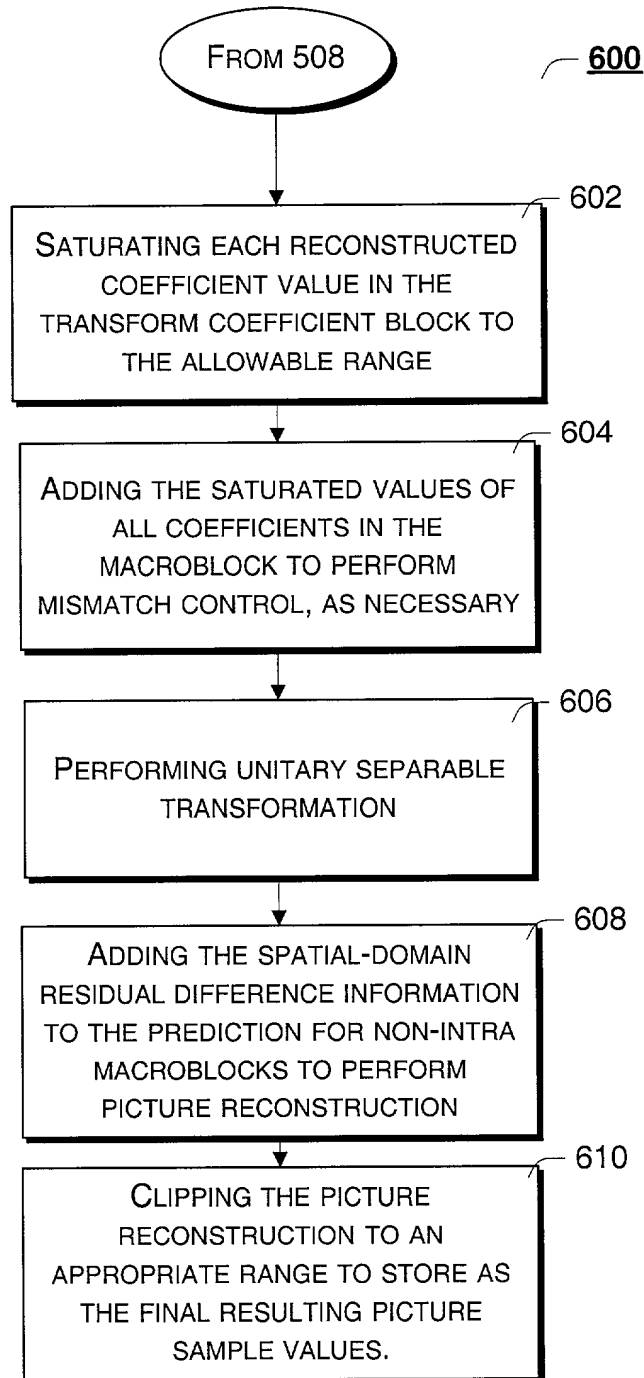 FROM 508
600
602
SATURATING EACH RECONSTRUCTED
COEFFICIENT VALUE IN THE
TRANSFORM COEFFICIENT BLOCK TO
THE ALLOWABLE RANGE
604
ADDING THE SATURATED VALUES OF
ALL COEFFICIENTS IN THE
MACROBLOCK TO PERFORM
MISMATCH CONTROL, AS NECESSARY
606
PERFORMING UNITARY SEPARABLE
TRANSFORMATION
608
ADDING THE SPATIAL-DOMAIN
RESIDUAL DIFFERENCE INFORMATION
TO THE PREDICTION FOR NON-INTRA
MACROBLOCKS TO PERFORM
PICTURE RECONSTRUCTION
610
CLIPPING THE PICTURE
RECONSTRUCTION TO AN
APPROPRIATE RANGE TO STORE AS
THE FINAL RESULTING PICTURE
SAMPLE VALUES.